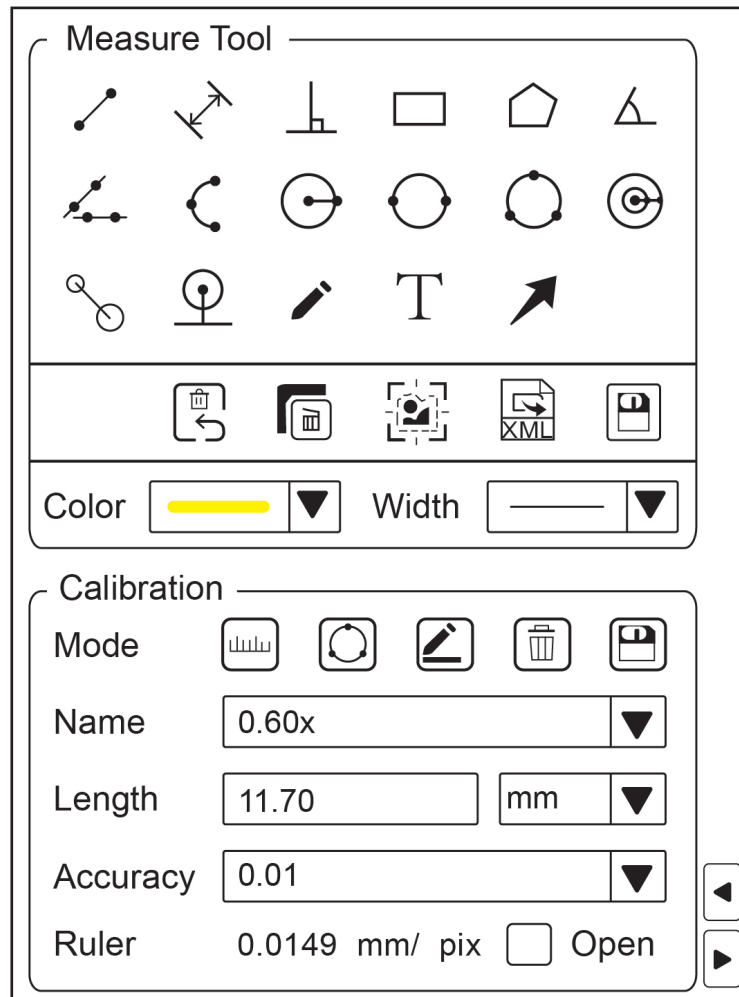 Measure Tool
T
XML
Color Width
Calibration
Mode
Name 0.60x
Length 11.70 mm
Accuracy 0.01
Ruler 0.0149 mm/ pix Open